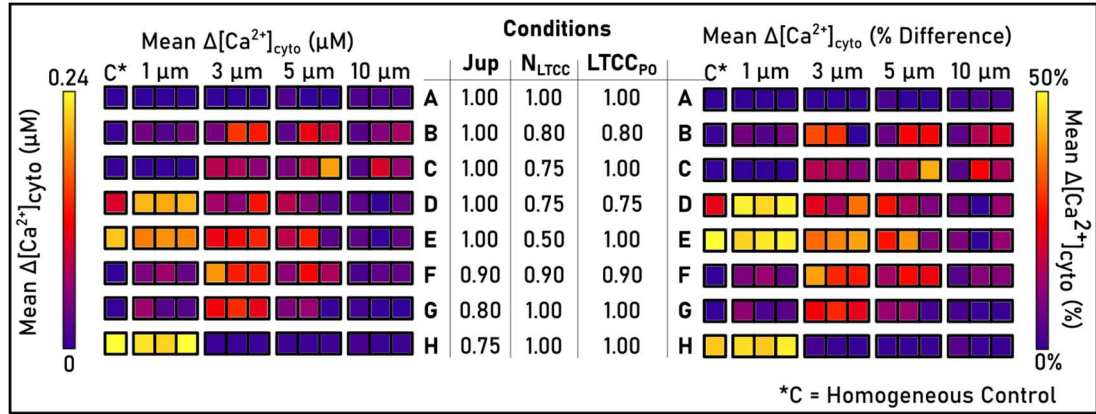 Mean Δ[Ca²⁺]cyto (µM)
0.24
C* 1 µm 3 µm 5 µm 10 µm
Mean Δ[Ca²⁺]cyto (µM)
0
Conditions
Jup N_LTCC LTCC_PO
A 1.00 1.00 1.00 A
B 1.00 0.80 0.80 B
C 1.00 0.75 1.00 C
D 1.00 0.75 0.75 D
E 1.00 0.50 1.00 E
F 0.90 0.90 0.90 F
G 0.80 1.00 1.00 G
H 0.75 1.00 1.00 H
Mean Δ[Ca²⁺]cyto (% Difference)
C* 1 µm 3 µm 5 µm 10 µm
50%
Mean Δ[Ca²⁺]cyto (%)
0%
*C = Homogeneous Control